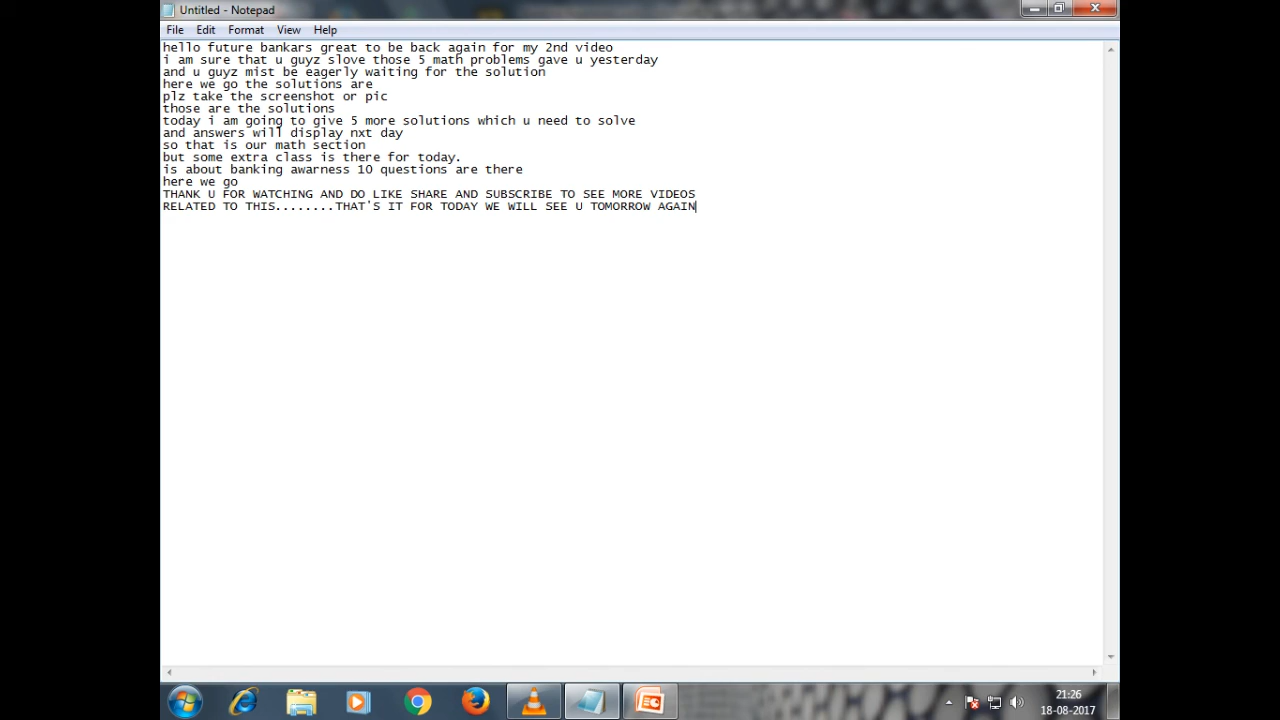 Untitled - Notepad
File Edit Format View Help
hello future bankars great to be back again for my 2nd video
i am sure that u guyz slove those 5 math problems gave u yesterday
and u guyz mist be eagerly waiting for the solution
here we go the solutions are
plz take the screenshot or pic
those are the solutions
today i am going to give 5 more solutions which u need to solve
and answers will display nxt day
so that is our math section
but some extra class is there for today.
is about banking awarness 10 questions are there
here we go
THANK U FOR WATCHING AND DO LIKE SHARE AND SUBSCRIBE TO SEE MORE VIDEOS
RELATED TO THIS........THAT'S IT FOR TODAY WE WILL SEE U TOMORROW AGAIN
21:26
18-08-2017